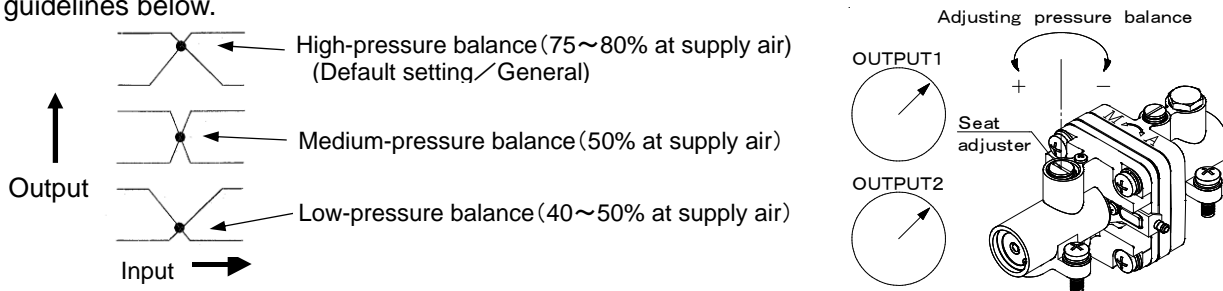 guidelines below.
High-pressure balance(75~80% at supply air)
(Default setting/General)
Medium-pressure balance(50% at supply air)
Output
Low-pressure balance(40~50% at supply air)
Input
Adjusting pressure balance
OUTPUT1
+ −
Seat
adjuster
OUTPUT2